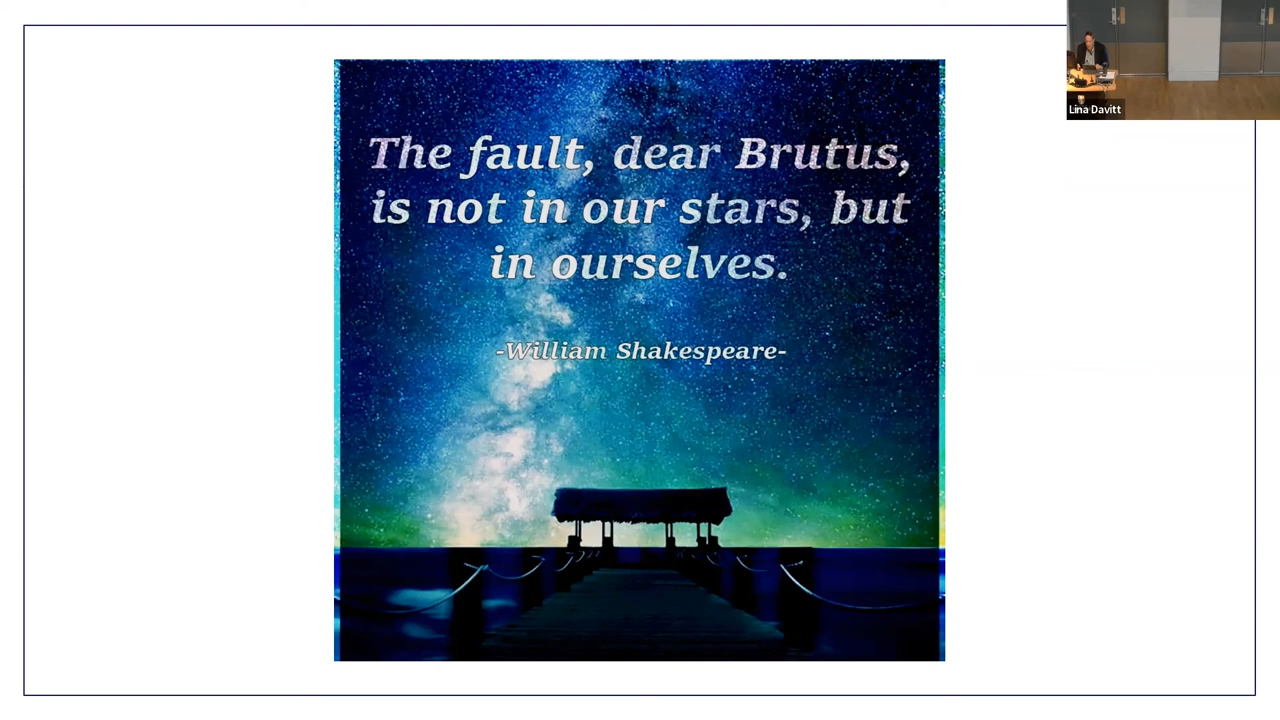 The fault, dear Brutus,
is not in our stars, but
in ourselves.
-William Shakespeare-
Lina Davitt